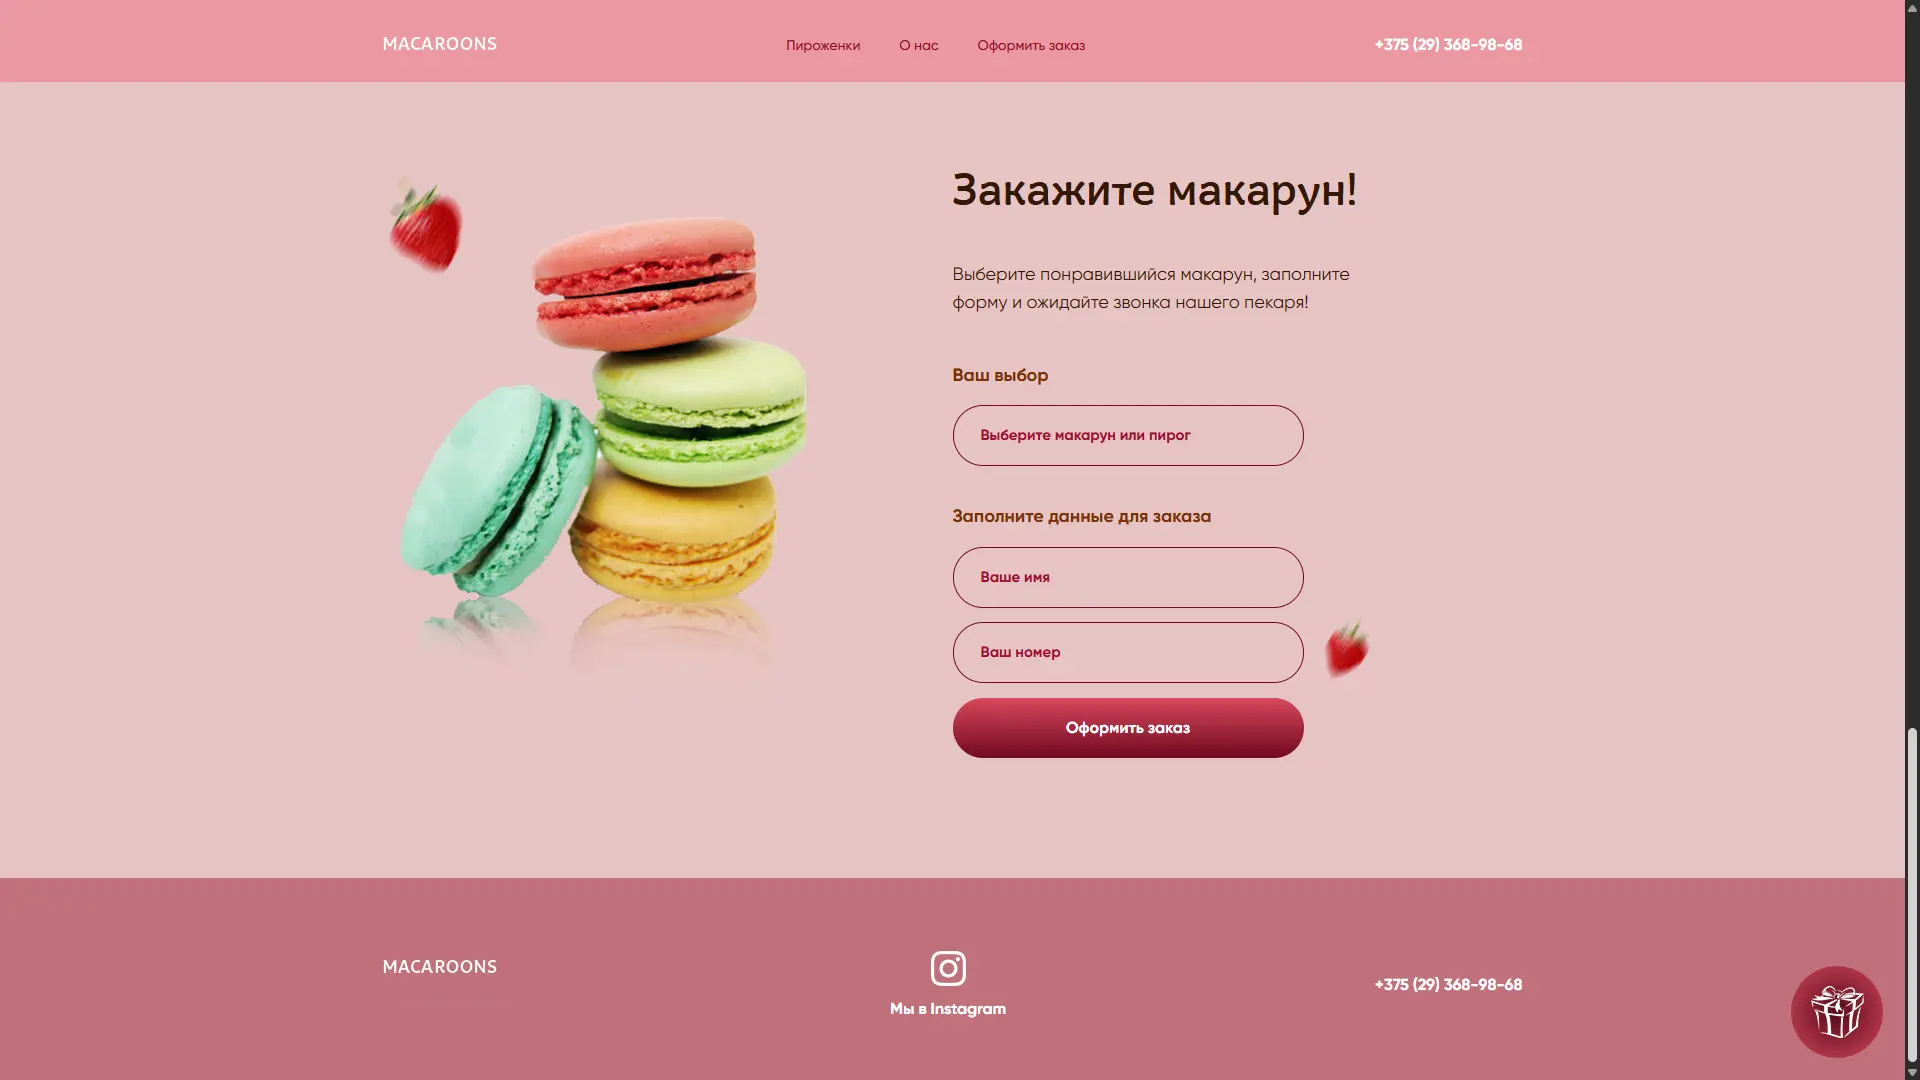 MACAROONS
Пироженки
О нас
Оформить заказ
+375 (29) 368-98-68
Закажите макарун!
Выберите понравившийся макарун, заполните
форму и ожидайте звонка нашего пекаря!
Ваш выбор
Выберите макарун или пирог
Заполните данные для заказа
Ваше имя
Ваш номер
Оформить заказ
MACAROONS
Мы в Instagram
+375 (29) 368-98-68